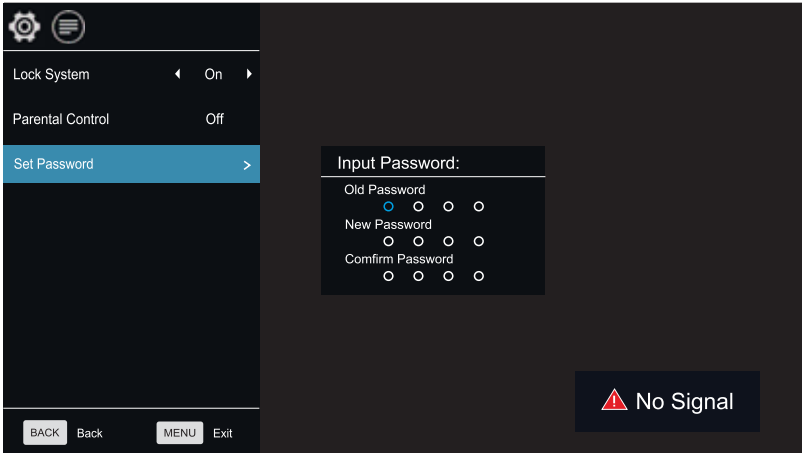 Lock System On
Parental Control Off
Set Password >
Input Password:
Old Password
New Password
Comfirm Password
No Signal
BACK Back MENU Exit